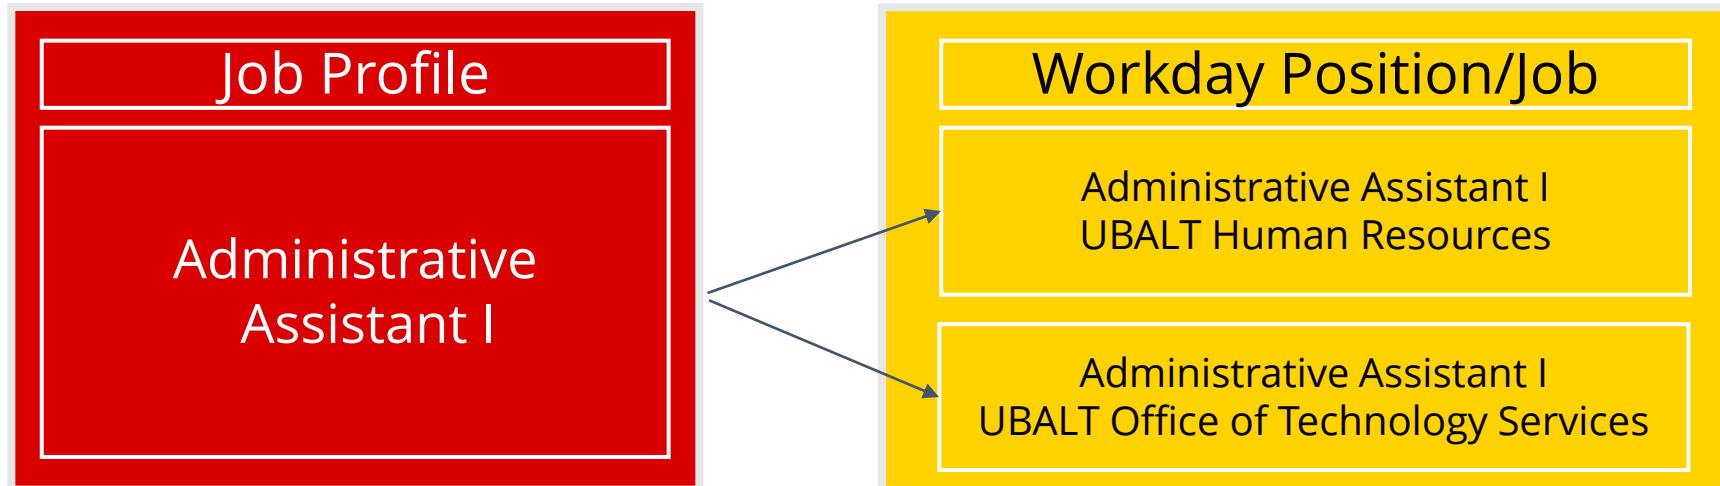 Job Profile
Administrative
Assistant I
Workday Position/Job
Administrative Assistant I
UBALT Human Resources
Administrative Assistant I
UBALT Office of Technology Services